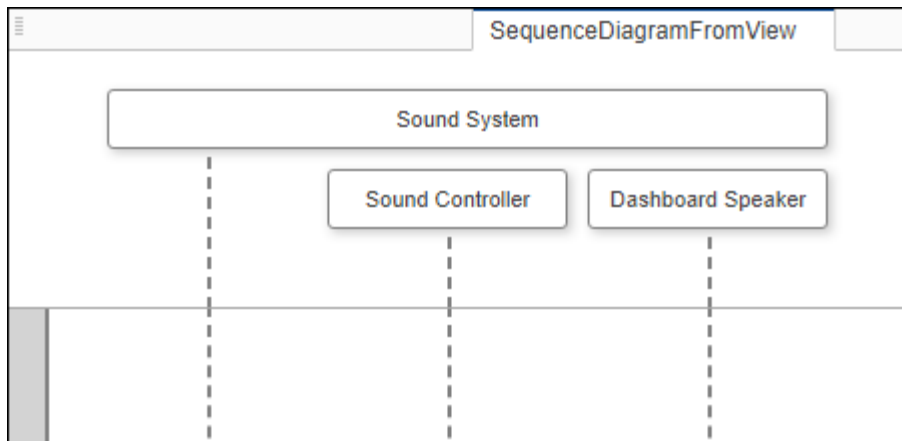 SequenceDiagramFromView
Sound System
Sound Controller
Dashboard Speaker